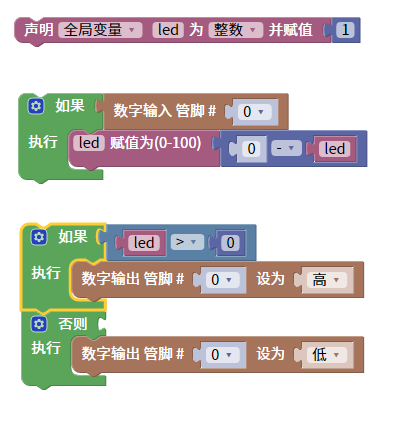 声明 全局变量 led 为 整数 并赋值 1
如果 数字输入 管脚 # 0
执行 led 赋值为(0-100) 0 - led
如果 led > 0
执行 数字输出 管脚 # 0 设为 高
否则
执行 数字输出 管脚 # 0 设为 低